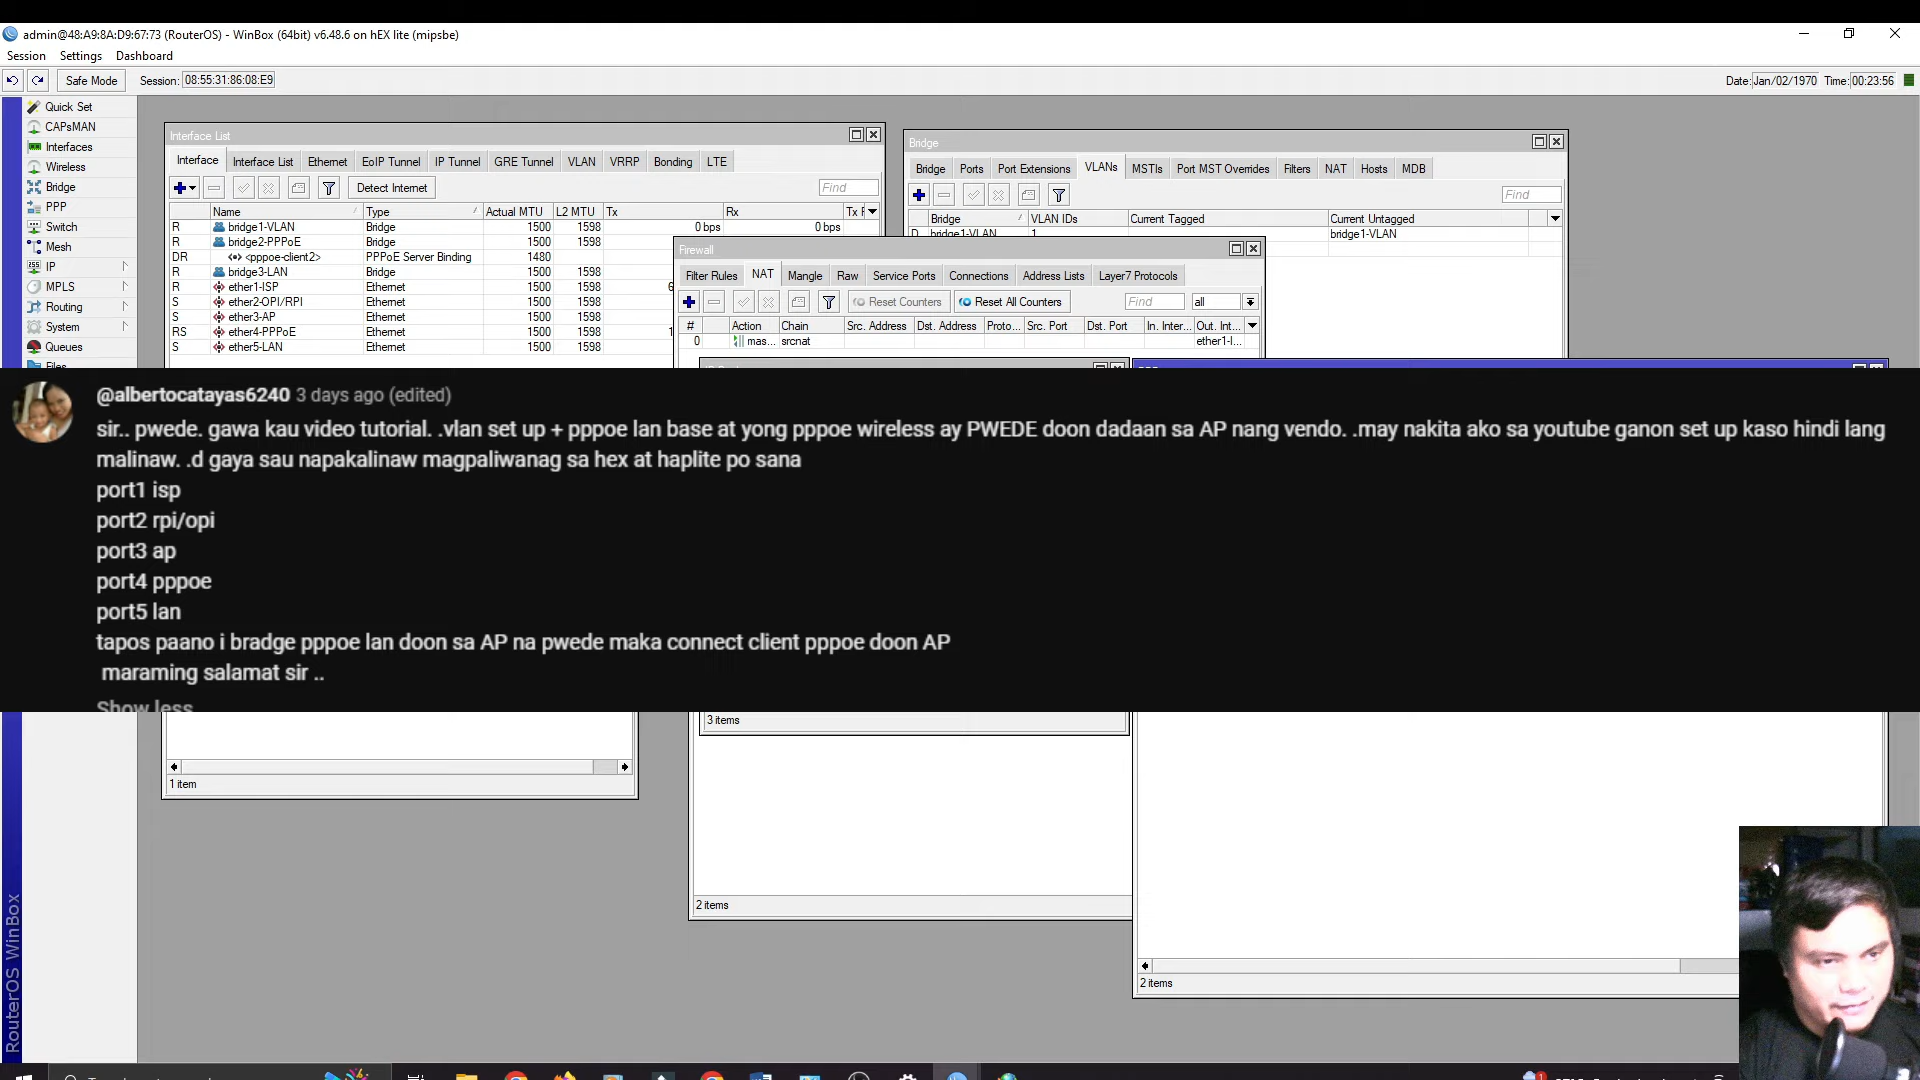 admin@48:A9:8A:D9:67:73 (RouterOS) - WinBox (64bit) v6.48.6 on hEX lite (mipsbe)
Session Settings Dashboard
Safe Mode Session: 08:55:31:86:08:E9 Date: Jan/02/1970 Time: 00:23:56
Quick Set
CAPsMAN
Interfaces
Wireless
Bridge
PPP
Switch
Mesh
IP
MPLS
Routing
System
Queues
Files
RouterOS WinBox
Interface List
Interface Interface List Ethernet EoIP Tunnel IP Tunnel GRE Tunnel VLAN VRRP Bonding LTE
Detect Internet Find
Name Type Actual MTU L2 MTU Tx Rx
R bridge1-VLAN Bridge 1500 1598 0 bps 0 bps
R bridge2-PPPoE Bridge 1500 1598
DR <pppoe-client2> PPPoE Server Binding 1480
R bridge3-LAN Bridge 1500 1598
R ether1-ISP Ethernet 1500 1598
S ether2-OPI/RPI Ethernet 1500 1598
S ether3-AP Ethernet 1500 1598
RS ether4-PPPoE Ethernet 1500 1598
S ether5-LAN Ethernet 1500 1598
Bridge
Bridge Ports Port Extensions VLANs MSTIs Port MST Overrides Filters NAT Hosts MDB
Find
Bridge VLAN IDs Current Tagged Current Untagged
D bridge1-VLAN 1 bridge1-VLAN
Firewall
Filter Rules NAT Mangle Raw Service Ports Connections Address Lists Layer7 Protocols
Reset Counters Reset All Counters Find all
# Action Chain Src. Address Dst. Address Proto... Src. Port Dst. Port In. Inter... Out. Int...
0 mas... srcnat ether1-I...
@albertocatayas6240 3 days ago (edited)
sir.. pwede. gawa kau video tutorial. .vlan set up + pppoe lan base at yong pppoe wireless ay PWEDE doon dadaan sa AP nang vendo. .may nakita ako sa youtube ganon set up kaso hindi lang
malinaw. .d gaya sau napakalinaw magpaliwanag sa hex at haplite po sana
port1 isp
port2 rpi/opi
port3 ap
port4 pppoe
port5 lan
tapos paano i bradge pppoe lan doon sa AP na pwede maka connect client pppoe doon AP
maraming salamat sir ..
Show less
3 items
1 item
2 items
2 items